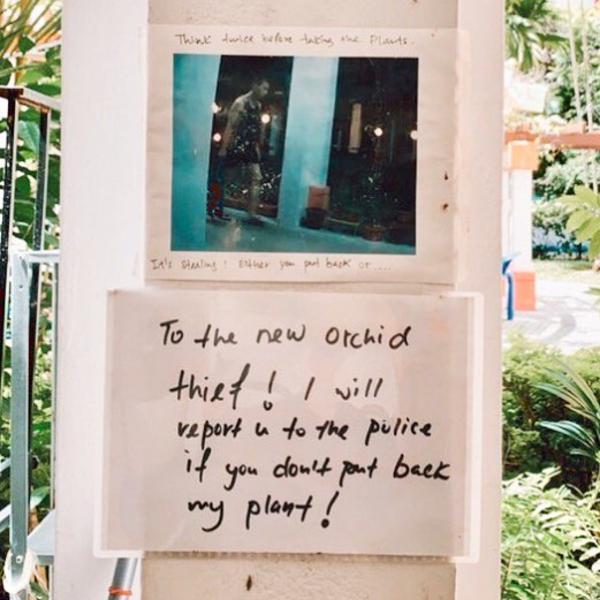 Think twice before taking the Plants.
It's Stealing! Either you put back or ....
To the new orchid
thief! I will
report u to the police
if you don't put back
my plant!